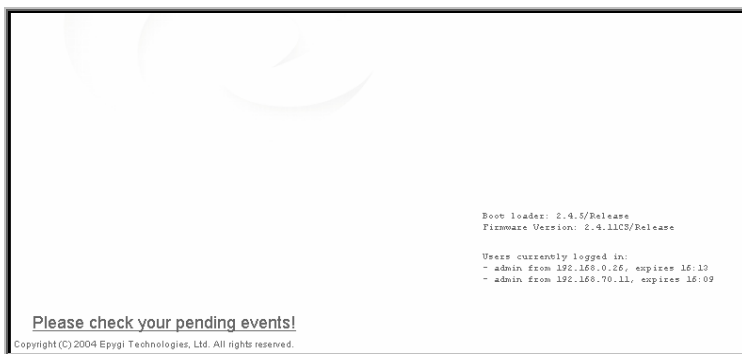 Boot loader: 2.4.5/Release
Firmware Version: 2.4.11CS/Release
Users currently logged in:
- admin from 192.168.0.26, expires 16:13
- admin from 192.168.70.11, expires 16:09
Please check your pending events!
Copyright (C) 2004 Epygi Technologies, Ltd. All rights reserved.